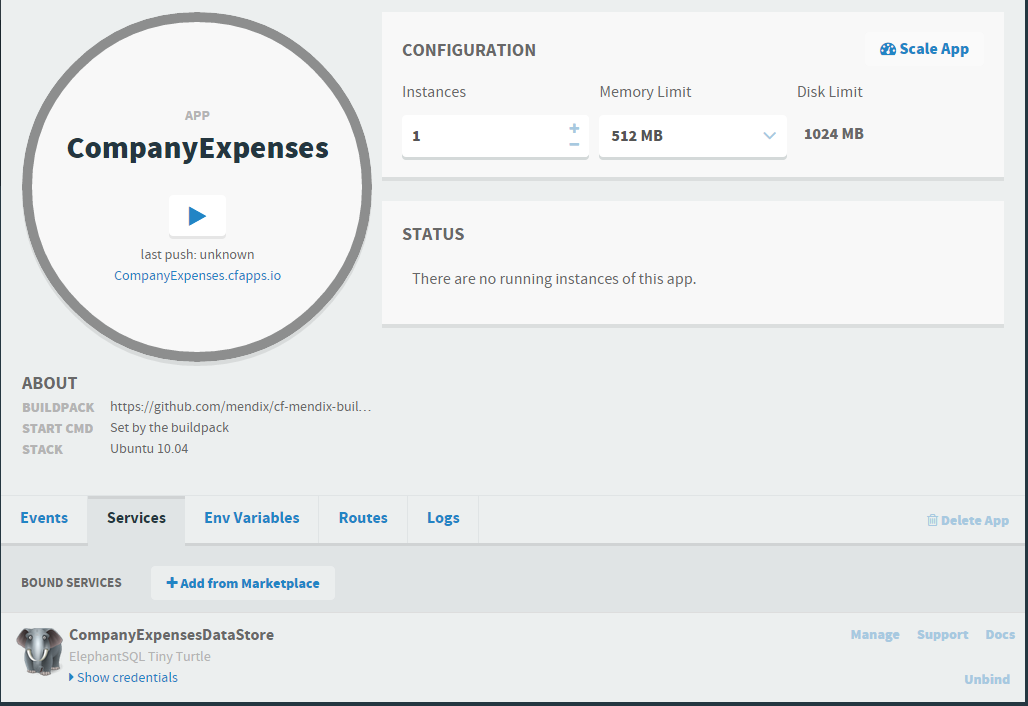 APP
CompanyExpenses
last push: unknown
CompanyExpenses.cfapps.io
CONFIGURATION
Scale App
Instances Memory Limit Disk Limit
1 512 MB 1024 MB
STATUS
There are no running instances of this app.
ABOUT
BUILDPACK https://github.com/mendix/cf-mendix-buil...
START CMD Set by the buildpack
STACK Ubuntu 10.04
Events Services Env Variables Routes Logs Delete App
BOUND SERVICES + Add from Marketplace
CompanyExpensesDataStore Manage Support Docs
ElephantSQL Tiny Turtle
Show credentials Unbind